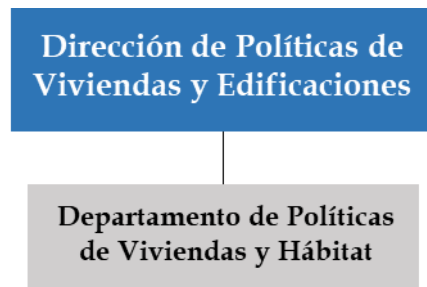 Dirección de Políticas de
Viviendas y Edificaciones
Departamento de Políticas
de Viviendas y Hábitat